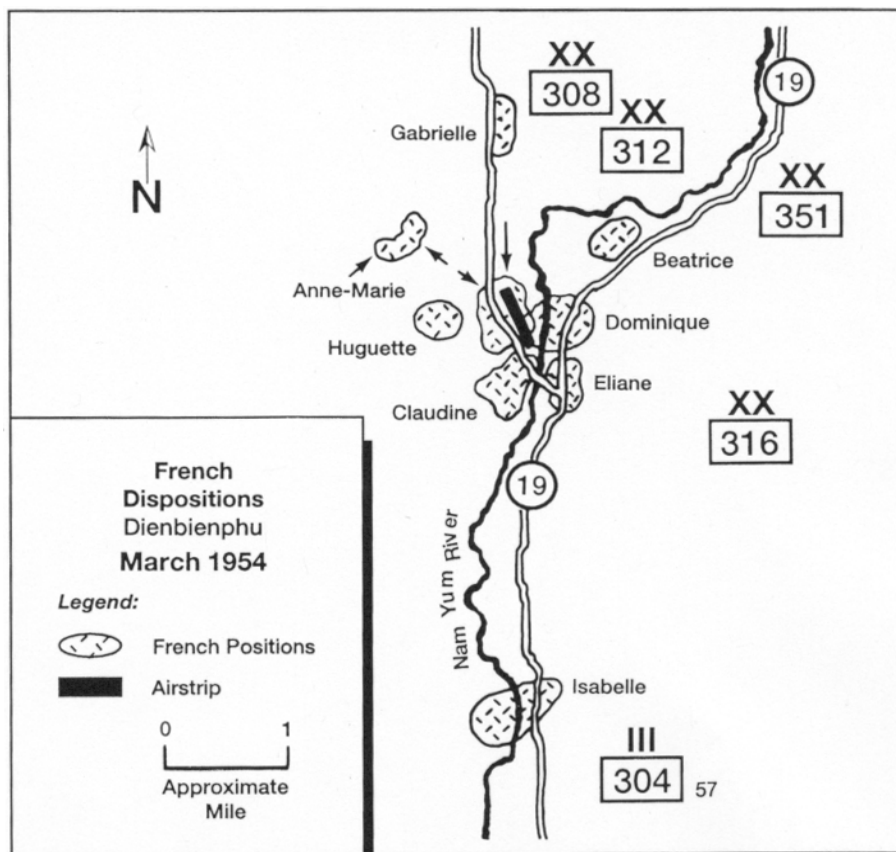 XX
308
XX
312
19
Gabrielle
XX
351
N
Beatrice
Anne-Marie
Dominique
Huguette
Eliane
Claudine
XX
316
19
French
Dispositions
Dienbienphu
March 1954
Legend:
French Positions
Airstrip
0 1
Approximate
Mile
Nam Yum River
Isabelle
III
304 57